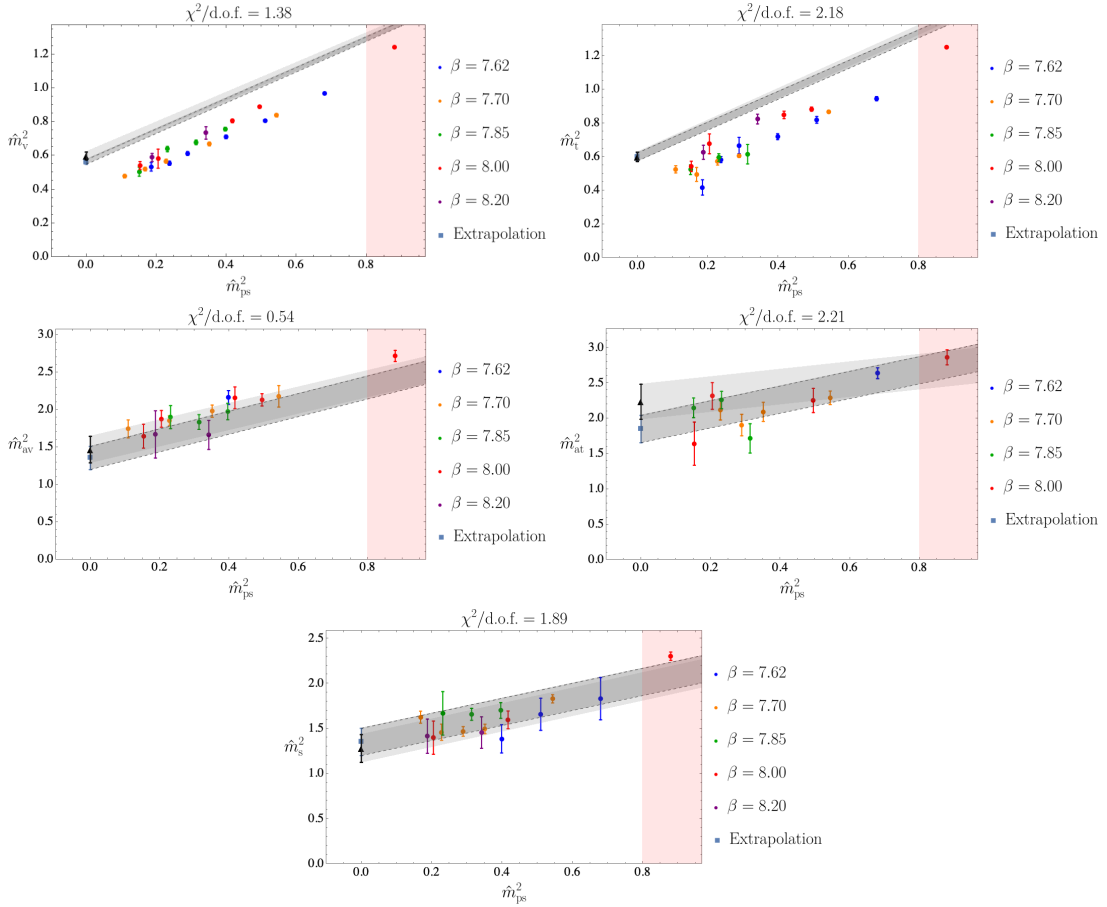 χ²/d.o.f. = 1.38
m̂²_v
1.2
1.0
0.8
0.6
0.4
0.2
0.0
0.0 0.2 0.4 0.6 0.8
m̂²_ps
β = 7.62
β = 7.70
β = 7.85
β = 8.00
β = 8.20
Extrapolation
χ²/d.o.f. = 2.18
m̂²_t
1.2
1.0
0.8
0.6
0.4
0.2
0.0
0.0 0.2 0.4 0.6 0.8
m̂²_ps
β = 7.62
β = 7.70
β = 7.85
β = 8.00
β = 8.20
Extrapolation
χ²/d.o.f. = 0.54
m̂²_av
3.0
2.5
2.0
1.5
1.0
0.5
0.0
0.0 0.2 0.4 0.6 0.8
m̂²_ps
β = 7.62
β = 7.70
β = 7.85
β = 8.00
β = 8.20
Extrapolation
χ²/d.o.f. = 2.21
m̂²_at
3.0
2.5
2.0
1.5
1.0
0.5
0.0
0.0 0.2 0.4 0.6 0.8
m̂²_ps
β = 7.62
β = 7.70
β = 7.85
β = 8.00
Extrapolation
χ²/d.o.f. = 1.89
m̂²_s
2.5
2.0
1.5
1.0
0.5
0.0
0.0 0.2 0.4 0.6 0.8
m̂²_ps
β = 7.62
β = 7.70
β = 7.85
β = 8.00
β = 8.20
Extrapolation